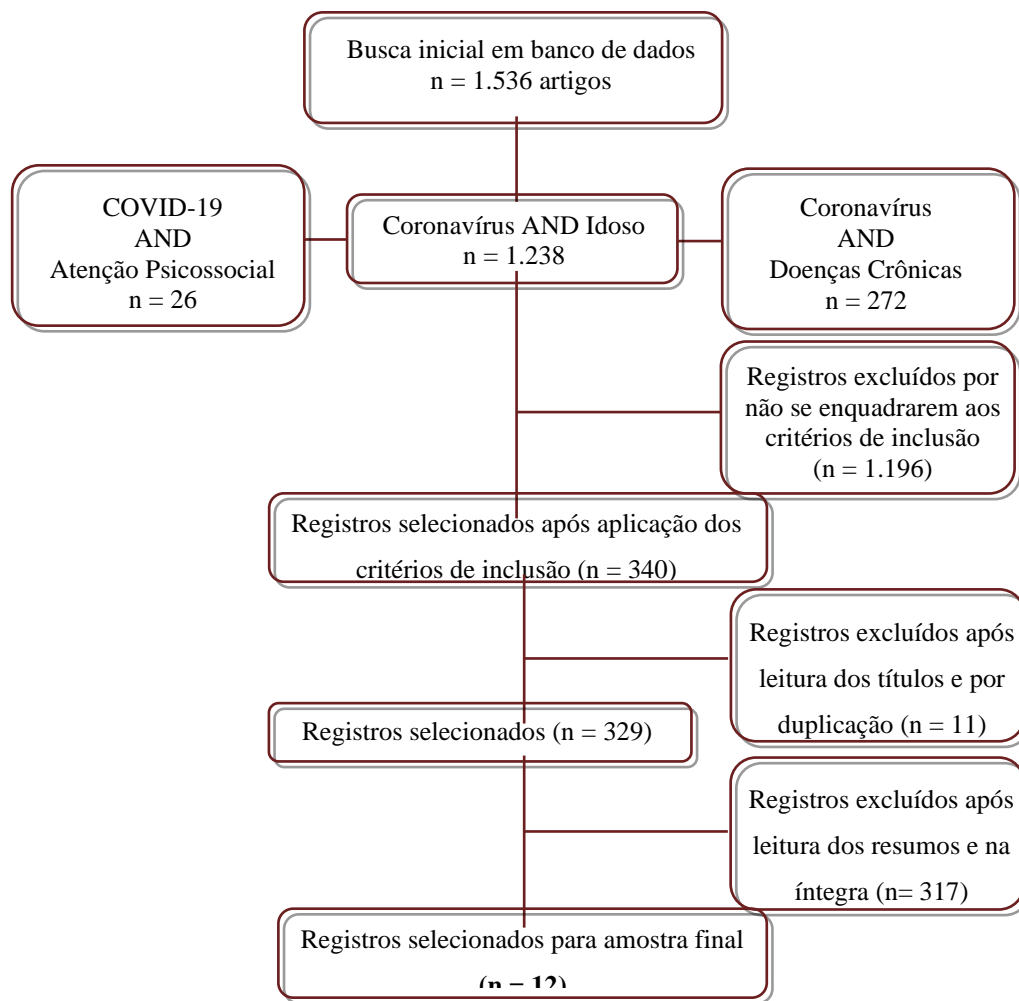 Busca inicial em banco de dados
n = 1.536 artigos
COVID-19
AND
Atenção Psicossocial
n = 26
Coronavírus AND Idoso
n = 1.238
Coronavírus
AND
Doenças Crônicas
n = 272
Registros excluídos por
não se enquadrarem aos
critérios de inclusão
(n = 1.196)
Registros selecionados após aplicação dos
critérios de inclusão (n = 340)
Registros excluídos após
leitura dos títulos e por
duplicação (n = 11)
Registros selecionados (n = 329)
Registros excluídos após
leitura dos resumos e na
íntegra (n= 317)
Registros selecionados para amostra final
(n = 12)